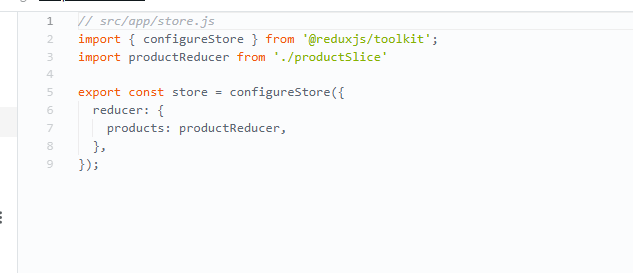 1 // src/app/store.js
2 import { configureStore } from '@reduxjs/toolkit';
3 import productReducer from './productSlice'
4
5 export const store = configureStore({
6   reducer: {
7     products: productReducer,
8   },
9 });